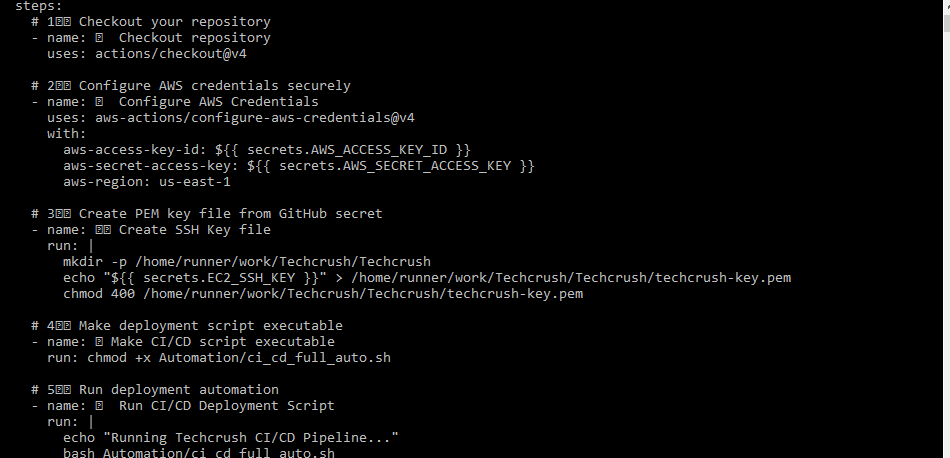 steps:
# 1 Checkout your repository
- name: Checkout repository
uses: actions/checkout@v4
# 2 Configure AWS credentials securely
- name: Configure AWS Credentials
uses: aws-actions/configure-aws-credentials@v4
with:
aws-access-key-id: ${{ secrets.AWS_ACCESS_KEY_ID }}
aws-secret-access-key: ${{ secrets.AWS_SECRET_ACCESS_KEY }}
aws-region: us-east-1
# 3 Create PEM key file from GitHub secret
- name: Create SSH Key file
run: |
mkdir -p /home/runner/work/Techcrush/Techcrush
echo "${{ secrets.EC2_SSH_KEY }}" > /home/runner/work/Techcrush/Techcrush/techcrush-key.pem
chmod 400 /home/runner/work/Techcrush/Techcrush/techcrush-key.pem
# 4 Make deployment script executable
- name: Make CI/CD script executable
run: chmod +x Automation/ci_cd_full_auto.sh
# 5 Run deployment automation
- name: Run CI/CD Deployment Script
run: |
echo "Running Techcrush CI/CD Pipeline..."
bash Automation/ci_cd_full_auto.sh